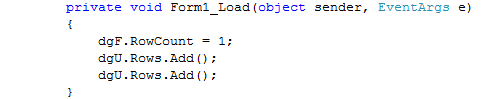 private void Form1_Load(object sender, EventArgs e)
{
dgF.RowCount = 1;
dgU.Rows.Add();
dgU.Rows.Add();
}